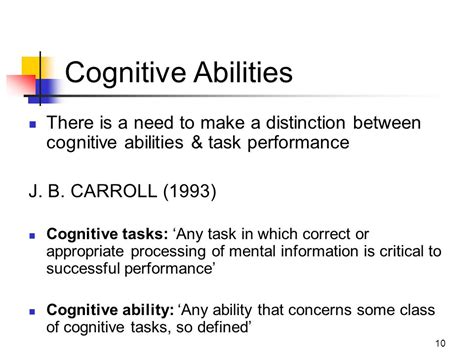 Cognitive Abilities
There is a need to make a distinction between
cognitive abilities & task performance
J. B. CARROLL (1993)
Cognitive tasks: ‘Any task in which correct or
appropriate processing of mental information is critical to
successful performance’
Cognitive ability: ‘Any ability that concerns some class
of cognitive tasks, so defined’
10